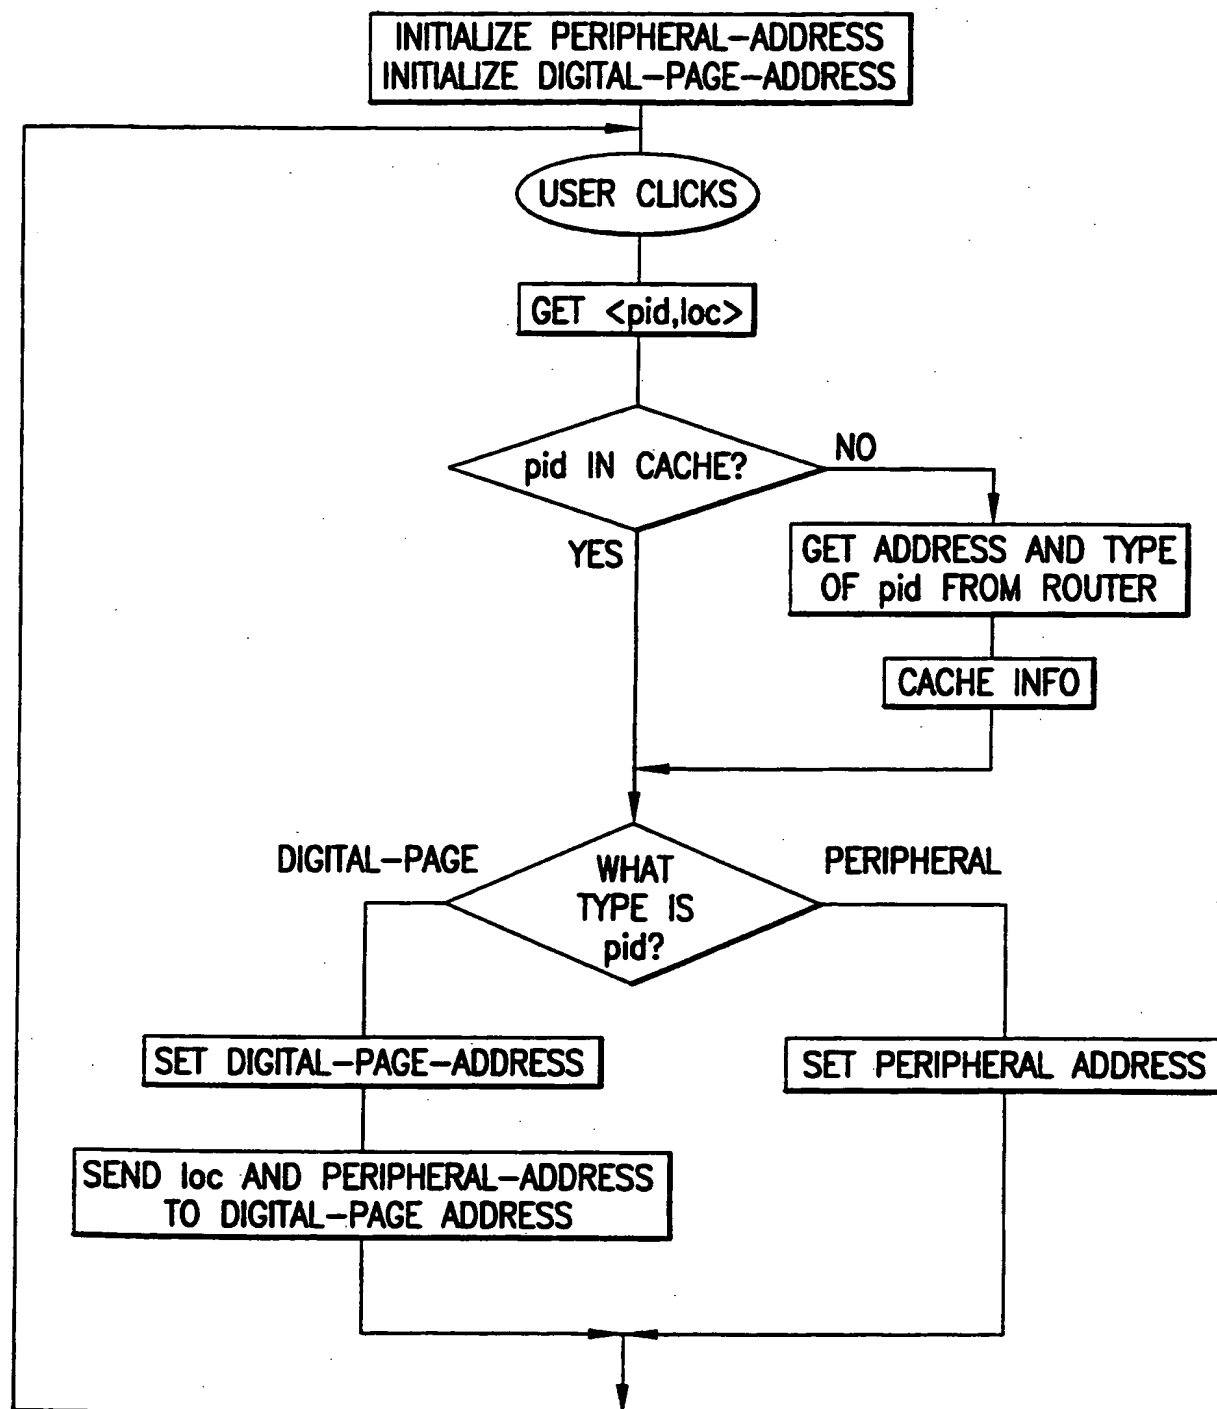 INITIALIZE PERIPHERAL-ADDRESS
INITIALIZE DIGITAL-PAGE-ADDRESS
USER CLICKS
GET <pid,loc>
pid IN CACHE?
NO
YES
GET ADDRESS AND TYPE
OF pid FROM ROUTER
CACHE INFO
DIGITAL-PAGE
WHAT
TYPE IS
pid?
PERIPHERAL
SET DIGITAL-PAGE-ADDRESS
SET PERIPHERAL ADDRESS
SEND loc AND PERIPHERAL-ADDRESS
TO DIGITAL-PAGE ADDRESS